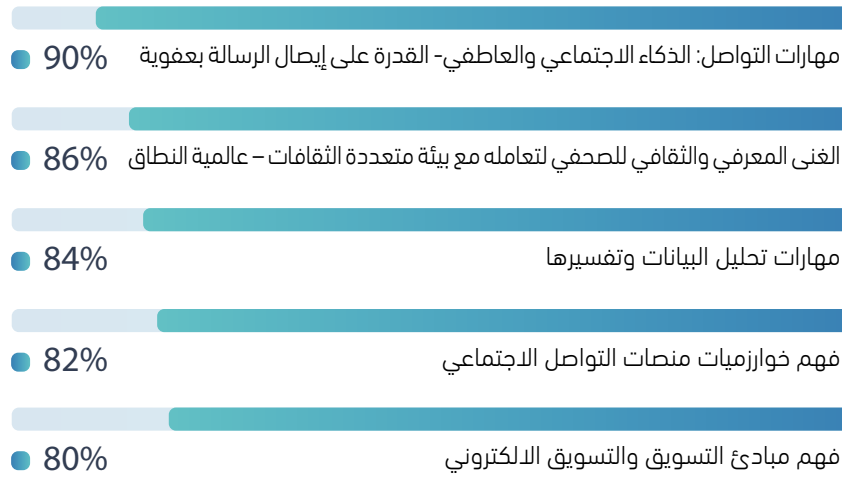 مهارات التواصل: الذكاء الاجتماعي والعاطفي- القدرة على إيصال الرسالة بعفوية 90%
الغنى المعرفي والثقافي للصحفي لتعامله مع بيئة متعددة الثقافات – عالمية النطاق 86%
مهارات تحليل البيانات وتفسيرها 84%
فهم خوارزميات منصات التواصل الاجتماعي 82%
فهم مبادئ التسويق والتسويق الالكتروني 80%